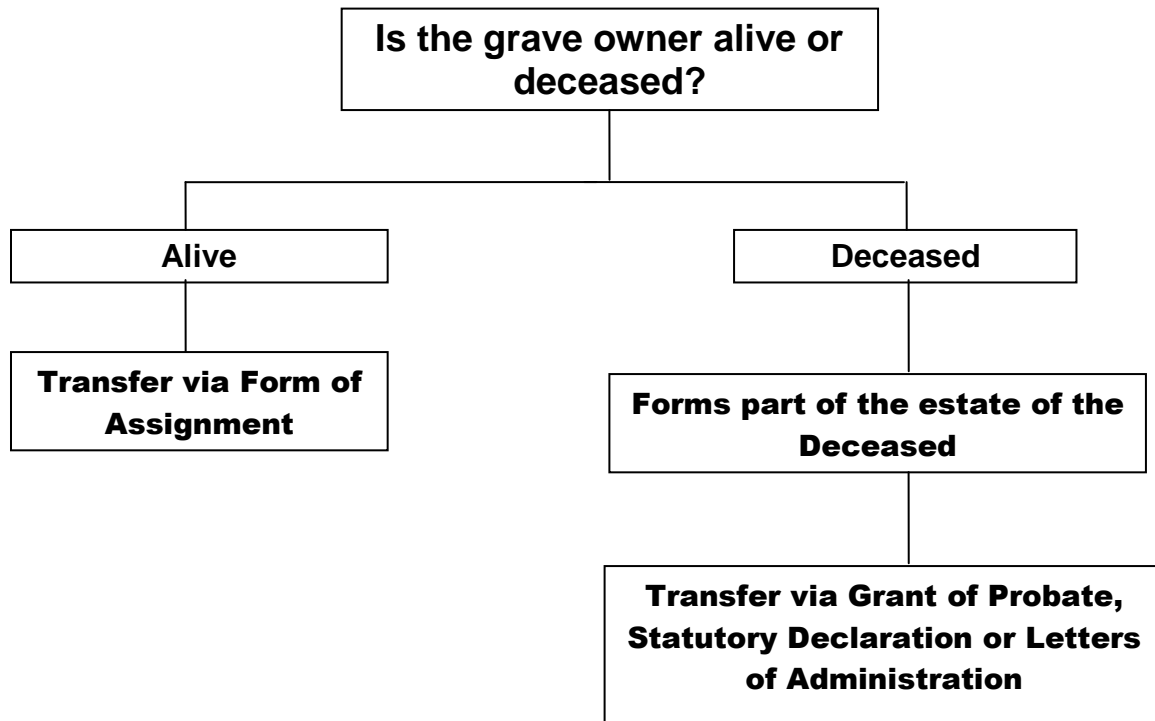 Is the grave owner alive or
deceased?
Alive
Deceased
Transfer via Form of
Assignment
Forms part of the estate of the
Deceased
Transfer via Grant of Probate,
Statutory Declaration or Letters
of Administration